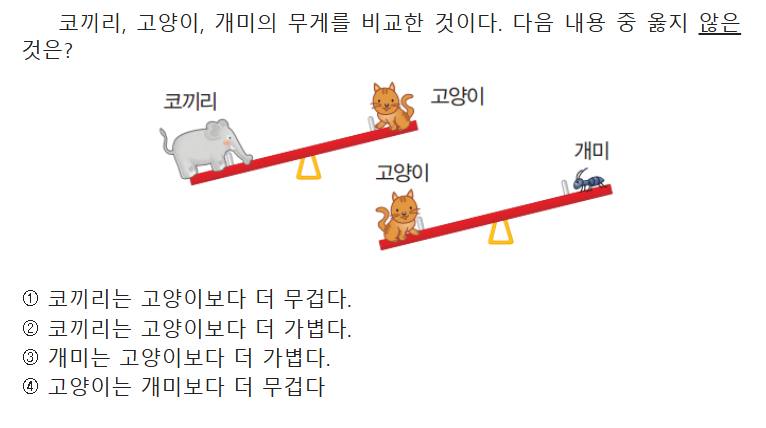 코끼리, 고양이, 개미의 무게를 비교한 것이다. 다음 내용 중 옳지 않은
것은?
코끼리
고양이
개미
고양이
① 코끼리는 고양이보다 더 무겁다.
② 코끼리는 고양이보다 더 가볍다.
③ 개미는 고양이보다 더 가볍다.
④ 고양이는 개미보다 더 무겁다